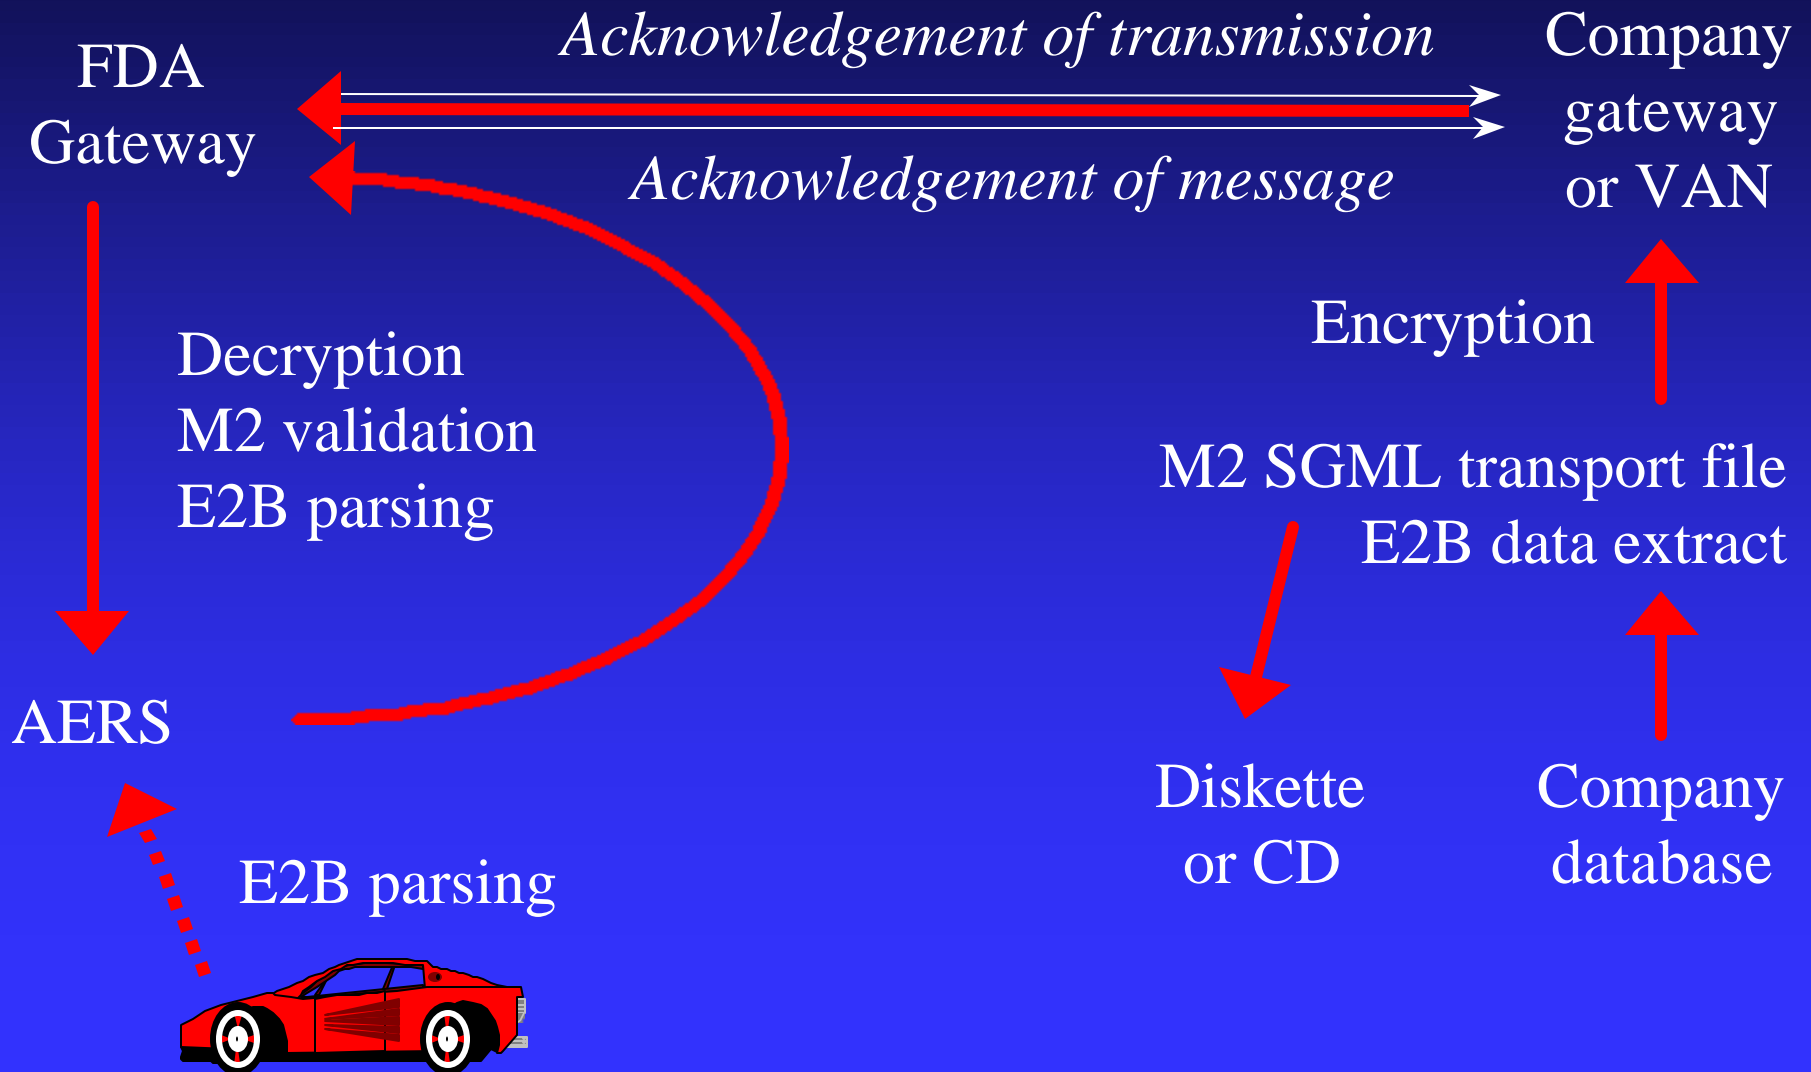 FDA
Gateway
Acknowledgement of transmission
Acknowledgement of message
Company
gateway
or VAN
Encryption
Decryption
M2 validation
E2B parsing
M2 SGML transport file
E2B data extract
AERS
Diskette
or CD
Company
database
E2B parsing